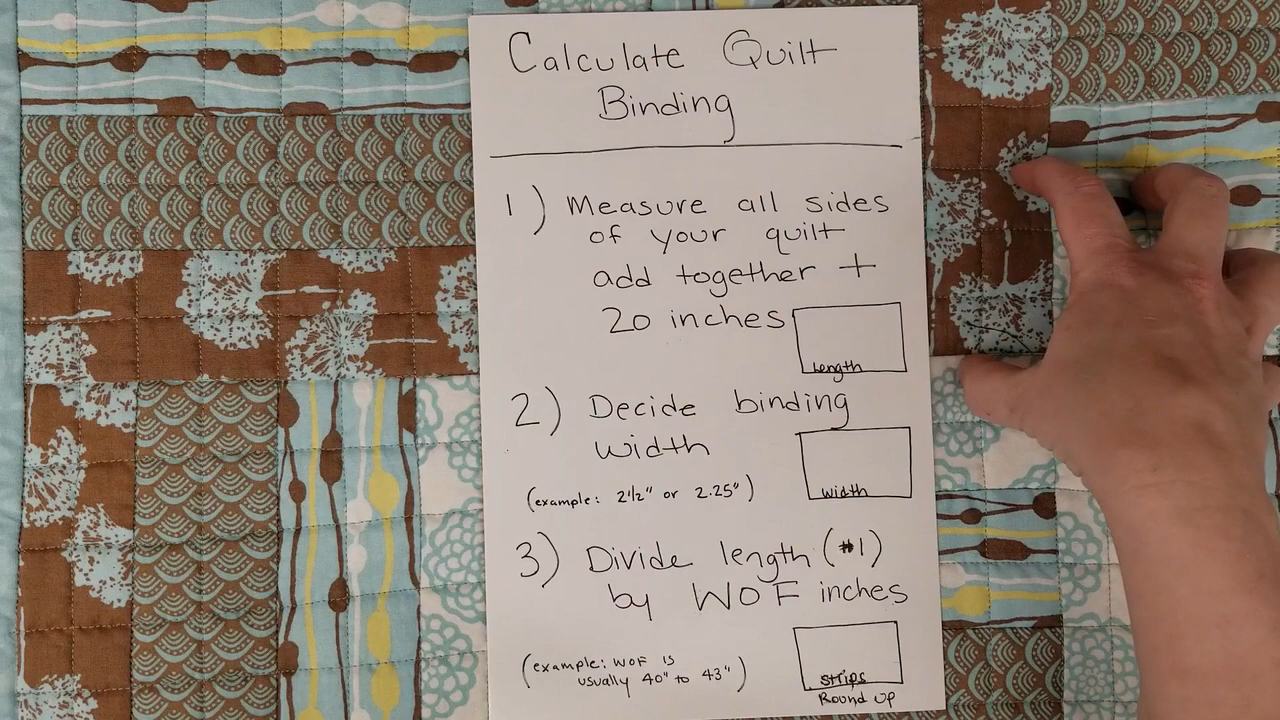 Calculate Quilt
Binding
1) Measure all sides
of your quilt
add together +
20 inches
Length
2) Decide binding
width
width
(example: 2 1/2" or 2.25")
3) Divide length (#1)
by WOF inches
(example: WOF is
usually 40" to 43")
strips
Round up